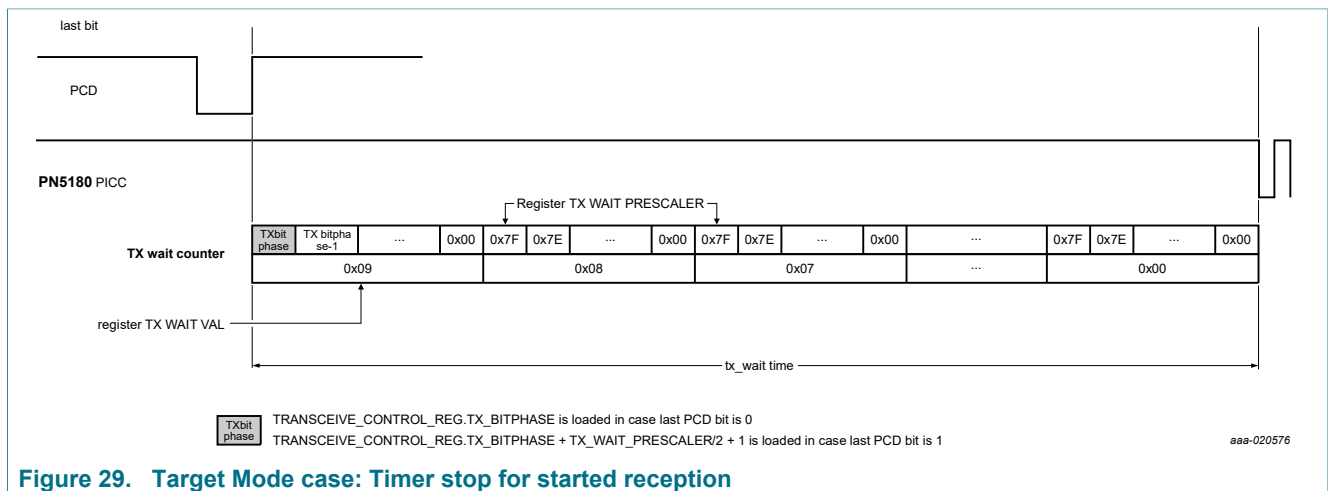 last bit
PCD
PN5180 PICC
Register TX WAIT PRESCALER
TX wait counter
TXbit phase TX bitpha se-1 ... 0x00 0x7F 0x7E ... 0x00 0x7F 0x7E ... 0x00 ... 0x7F 0x7E ... 0x00
0x09 0x08 0x07 ... 0x00
register TX WAIT VAL
tx_wait time
TXbit phase
TRANSCEIVE_CONTROL_REG.TX_BITPHASE is loaded in case last PCD bit is 0
TRANSCEIVE_CONTROL_REG.TX_BITPHASE + TX_WAIT_PRESCALER/2 + 1 is loaded in case last PCD bit is 1
aaa-020576
Figure 29. Target Mode case: Timer stop for started reception